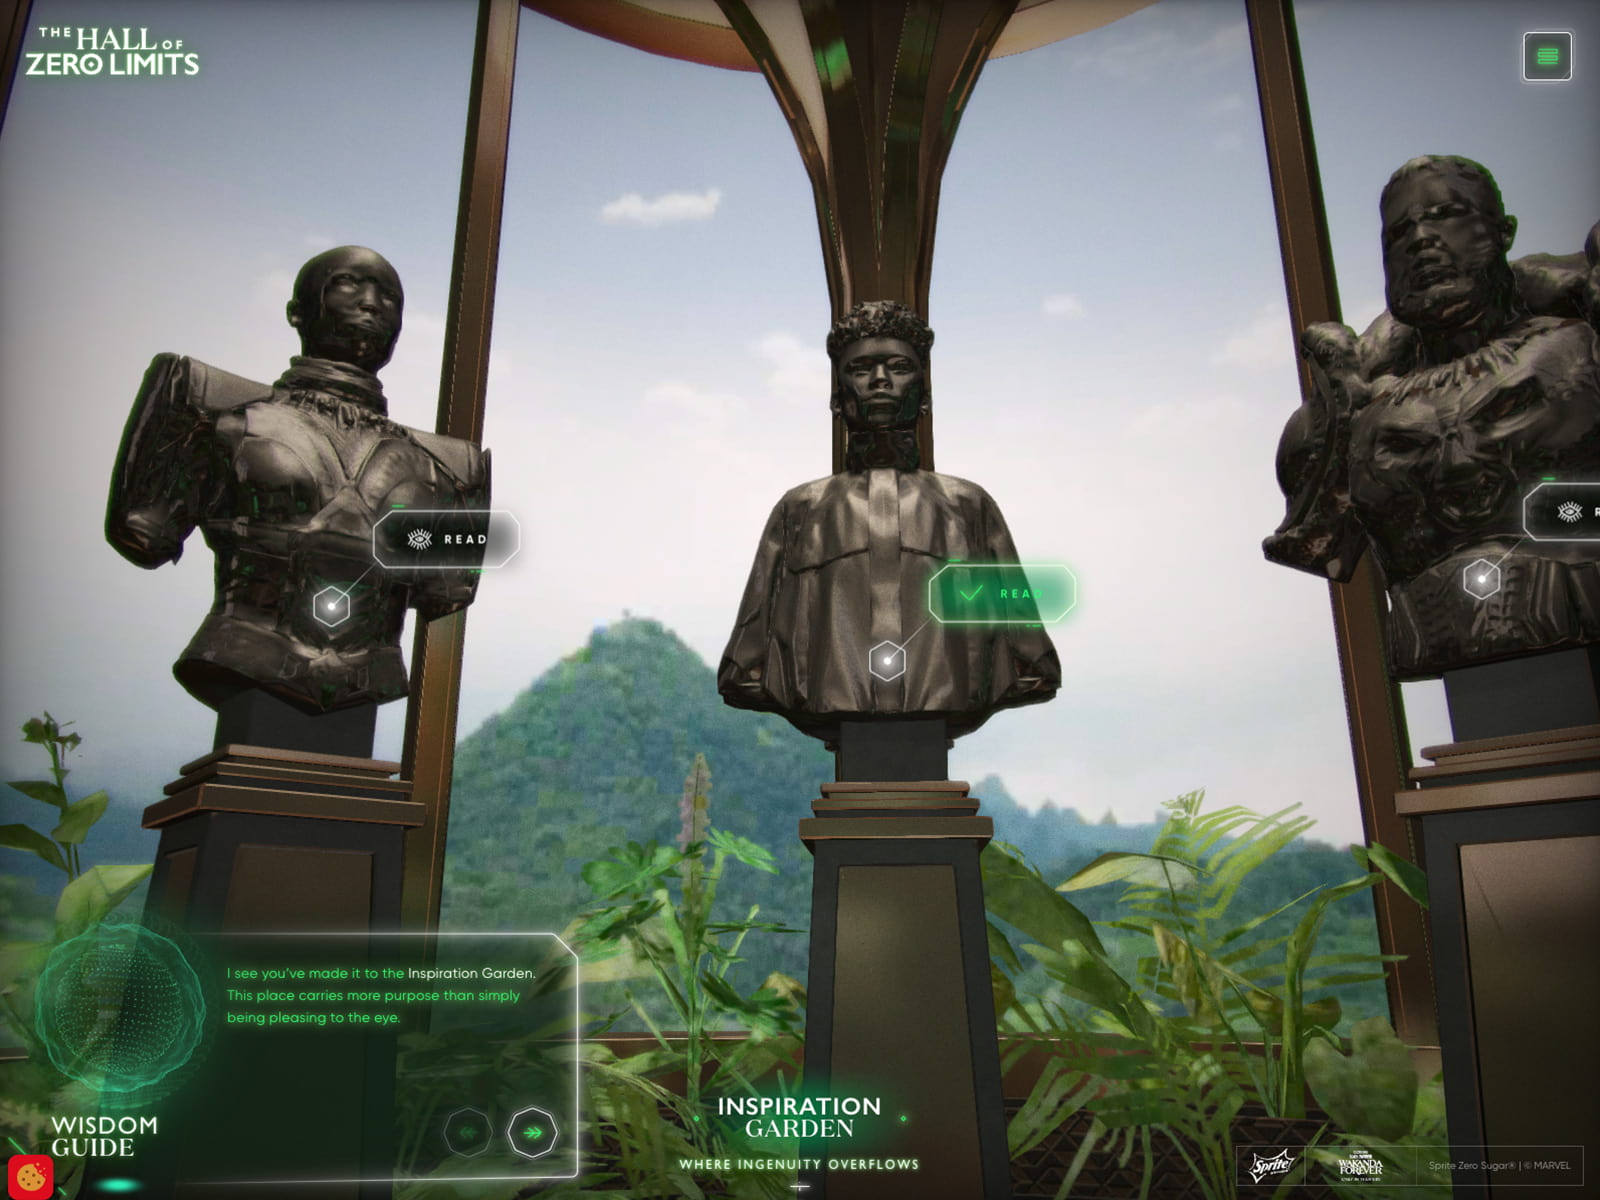 THE HALL OF
ZERO LIMITS
READ
READ
I see you've made it to the Inspiration Garden.
This place carries more purpose than simply
being pleasing to the eye.
WISDOM
GUIDE
INSPIRATION
GARDEN
WHERE INGENUITY OVERFLOWS
Sprite
WAKANDA
FOREVER
Sprite Zero Sugar® | © MARVEL